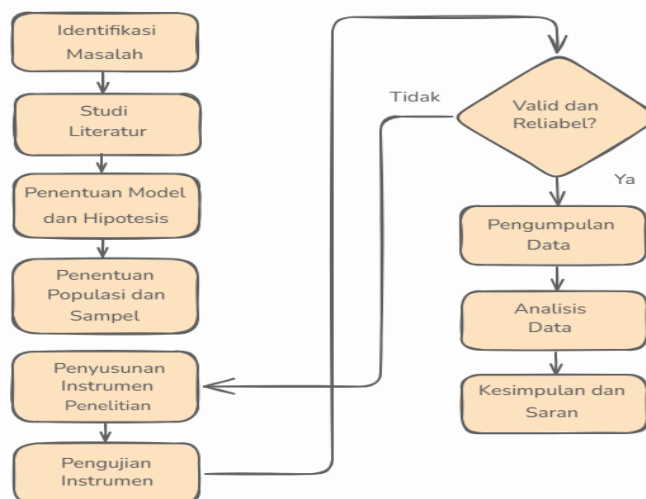 Identifikasi
Masalah
Studi
Literatur
Penentuan Model
dan Hipotesis
Penentuan
Populasi dan
Sampel
Penyusunan
Instrumen
Penelitian
Pengujian
Instrumen
Valid dan
Reliabel?
Tidak
Ya
Pengumpulan
Data
Analisis
Data
Kesimpulan dan
Saran